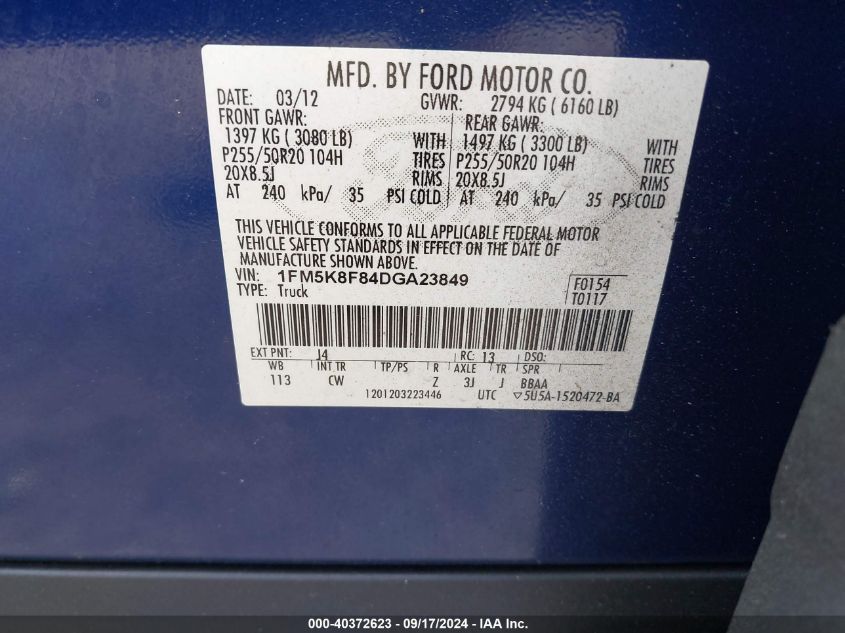 MFD. BY FORD MOTOR CO.
DATE: 03/12 GVWR: 2794 KG ( 6160 LB)
FRONT GAWR: REAR GAWR:
1397 KG ( 3080 LB) WITH 1497 KG ( 3300 LB) WITH
P255/50R20 104H TIRES P255/50R20 104H TIRES
20X8.5J RIMS 20X8.5J RIMS
AT 240 kPa/ 35 PSI COLD AT 240 kPa/ 35 PSI COLD
THIS VEHICLE CONFORMS TO ALL APPLICABLE FEDERAL MOTOR
VEHICLE SAFETY STANDARDS IN EFFECT ON THE DATE OF
MANUFACTURE SHOWN ABOVE.
VIN: 1FM5K8F84DGA23849 F0154
TYPE: Truck T0117
EXT PNT: J4 RC: 13 DSO:
WB INT TR TP/PS R AXLE TR SPR
113 CW Z 3J J BBAA
1201203223446 UTC ▽5U5A-1520472-BA
000-40372623 - 09/17/2024 - IAA Inc.